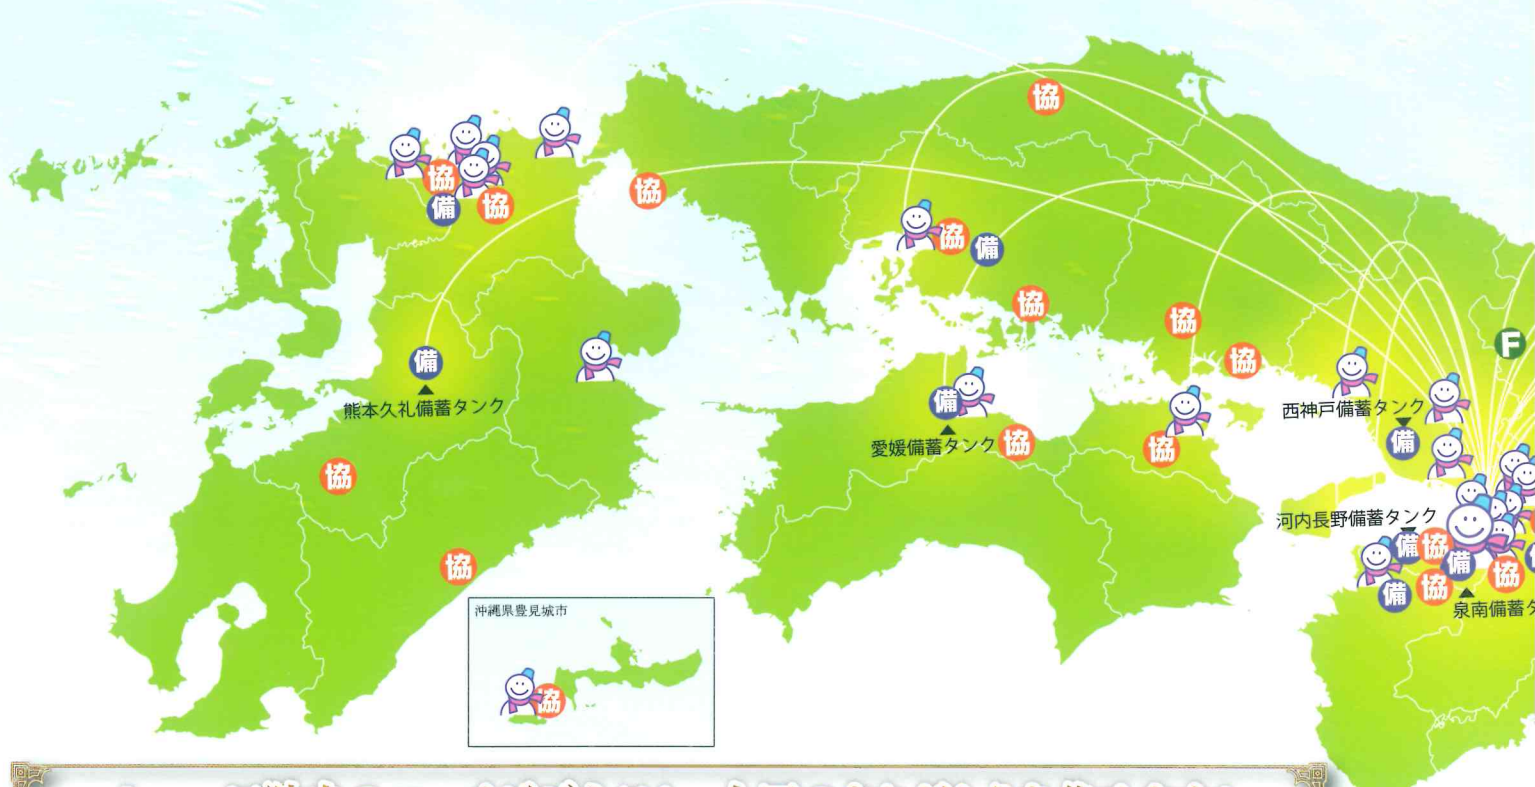 協
協
協
備
協
協
備
協
F
協
協
備
熊本久礼備蓄タンク
備
愛媛備蓄タンク
協
協
西神戸備蓄タンク
備
協
河内長野備蓄タンク
備
協
備
協
備
協
泉南備蓄タ
協
沖縄県豊見城市
協